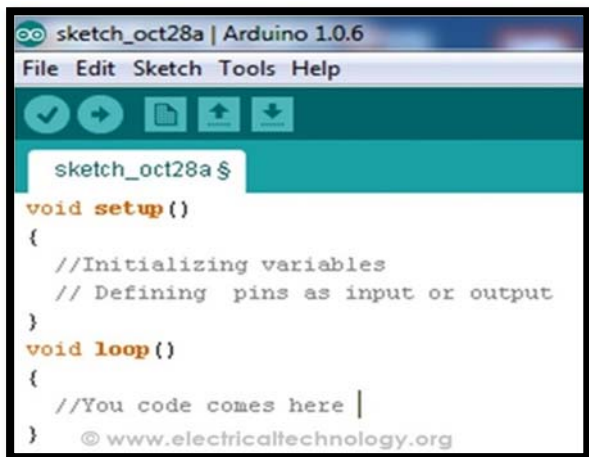 sketch_oct28a | Arduino 1.0.6
File Edit Sketch Tools Help
sketch_oct28a §
void setup()
{
//Initializing variables
// Defining pins as input or output
}
void loop()
{
//You code comes here
}
© www.electricaltechnology.org